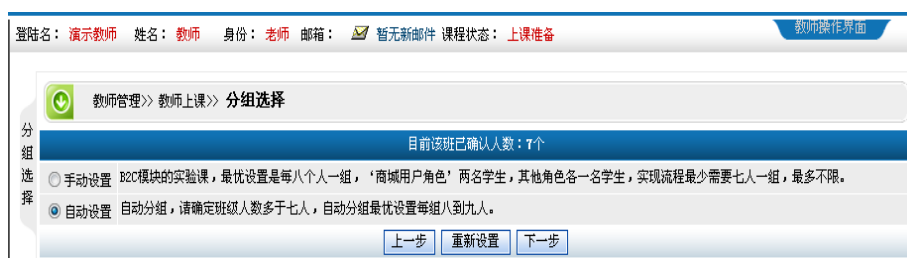 登陆名：演示教师 姓名：教师 身份：老师 邮箱： 暂无新邮件 课程状态：上课准备 教师操作界面
教师管理>> 教师上课>> 分组选择
分组选择
目前该班已确认人数：7个
手动设置 B2C模块的实验课，最优设置是每八个人一组，‘商城用户角色’两名学生，其他角色各一名学生，实现流程最少需要七人一组，最多不限。
自动设置 自动分组，请确定班级人数多于七人，自动分组最优设置每组八到九人。
上一步 重新设置 下一步